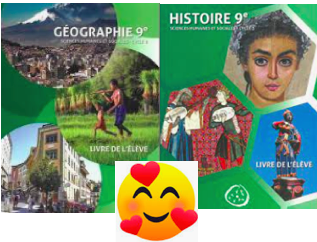 GÉOGRAPHIE 9e
SCIENCES HUMAINES ET SOCIALES
LIVRE DE L'ÉLÈVE
HISTOIRE 9e
SCIENCES HUMAINES ET SOCIALES
LIVRE DE L'ÉLÈVE